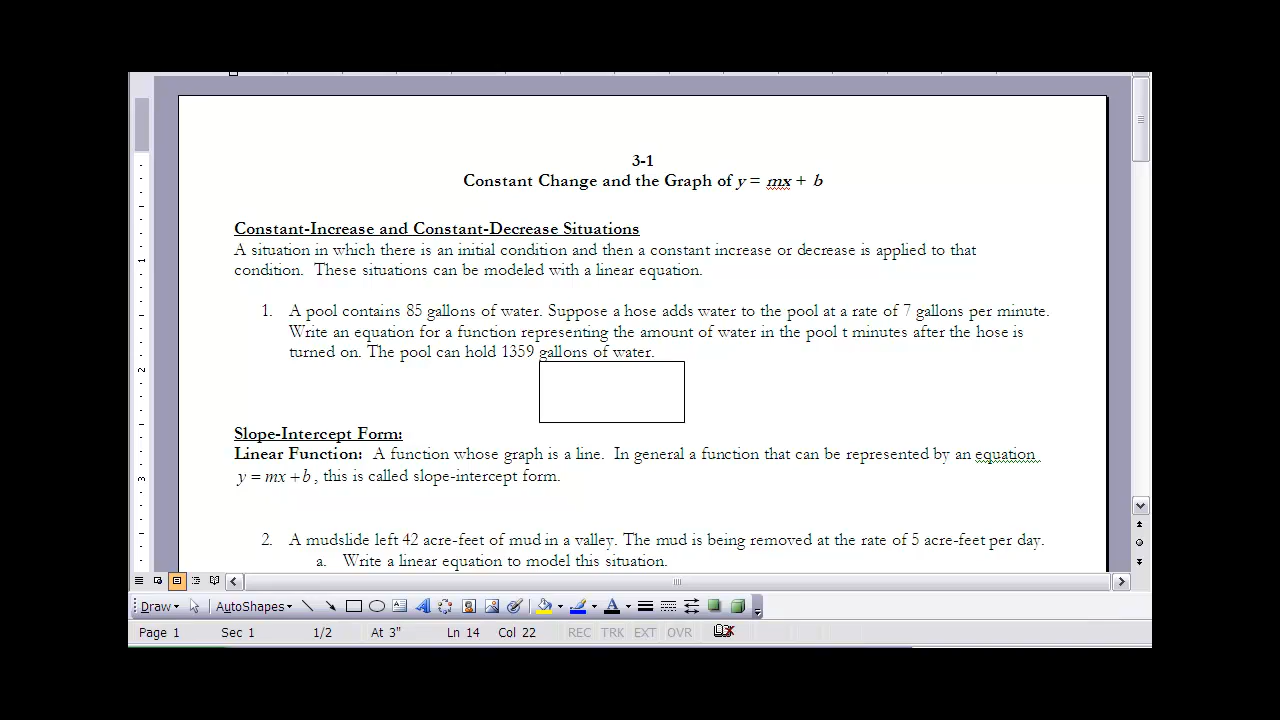 3-1
Constant Change and the Graph of y = mx + b
Constant-Increase and Constant-Decrease Situations
A situation in which there is an initial condition and then a constant increase or decrease is applied to that
condition. These situations can be modeled with a linear equation.
1. A pool contains 85 gallons of water. Suppose a hose adds water to the pool at a rate of 7 gallons per minute.
Write an equation for a function representing the amount of water in the pool t minutes after the hose is
turned on. The pool can hold 1359 gallons of water.
Slope-Intercept Form:
Linear Function: A function whose graph is a line. In general a function that can be represented by an equation
y = mx + b, this is called slope-intercept form.
2. A mudslide left 42 acre-feet of mud in a valley. The mud is being removed at the rate of 5 acre-feet per day.
a. Write a linear equation to model this situation.
1
2
3
Draw AutoShapes A
Page 1 Sec 1 1/2 At 3" Ln 14 Col 22 REC TRK EXT OVR